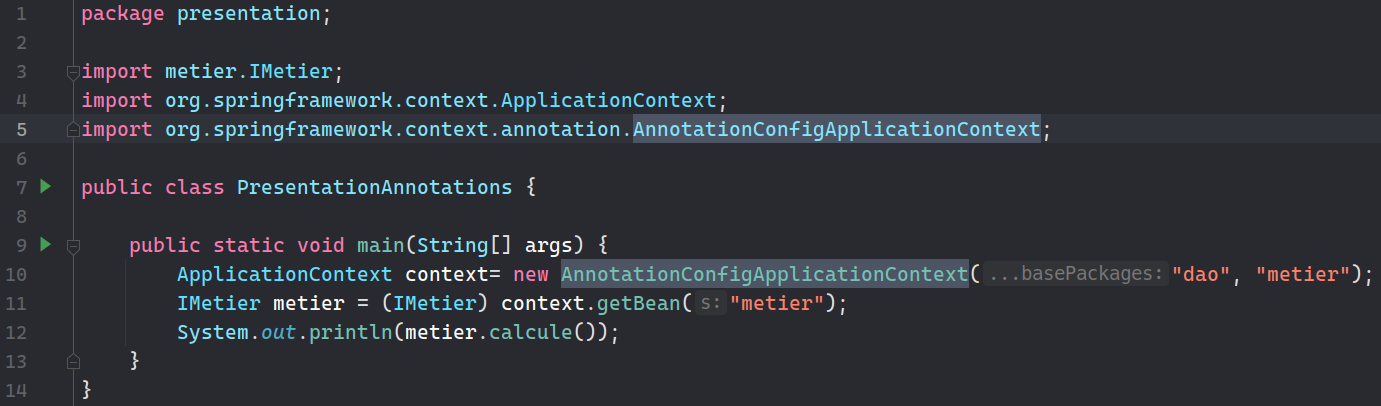 1 package presentation;
2
3 import metier.IMetier;
4 import org.springframework.context.ApplicationContext;
5 import org.springframework.context.annotation.AnnotationConfigApplicationContext;
6
7 public class PresentationAnnotations {
8
9 public static void main(String[] args) {
10 ApplicationContext context= new AnnotationConfigApplicationContext( ...basePackages: "dao", "metier");
11 IMetier metier = (IMetier) context.getBean( s: "metier");
12 System.out.println(metier.calcule());
13 }
14 }